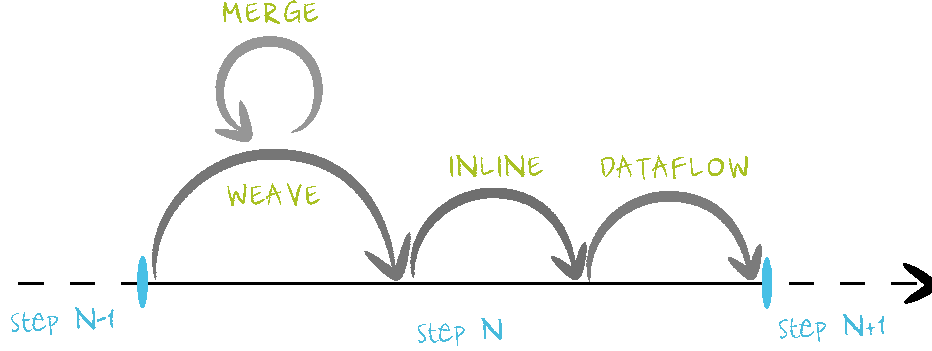 MERGE
WEAVE
INLINE
DATAFLOW
Step N-1
Step N
Step N+1